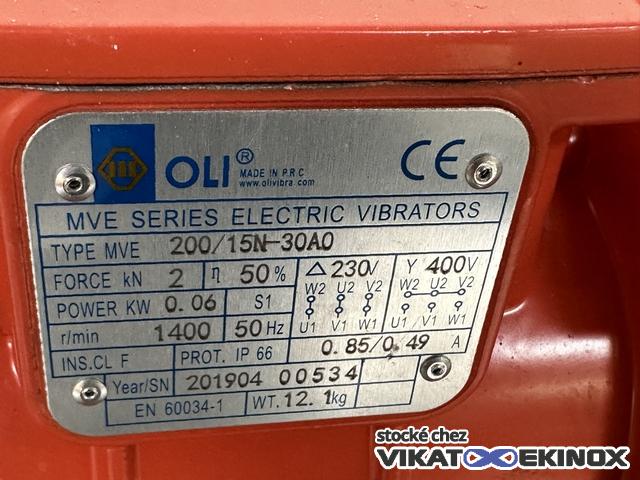 OLI® MADE IN P.R.C
www.olivibra.com
CE
MVE SERIES ELECTRIC VIBRATORS
TYPE MVE 200/15N-30A0
FORCE kN 2 η 50% △ 230V Y 400V
W2 U2 V2 W2 U2 V2
POWER KW 0.06 S1
U1 V1 W1 U1 V1 W1
r/min 1400 50 Hz
INS.CL F PROT. IP 66 0.85/0.49 A
Year/SN 201904 00534
EN 60034-1 WT. 12.1kg
stocké chez
VIKATEKINOX